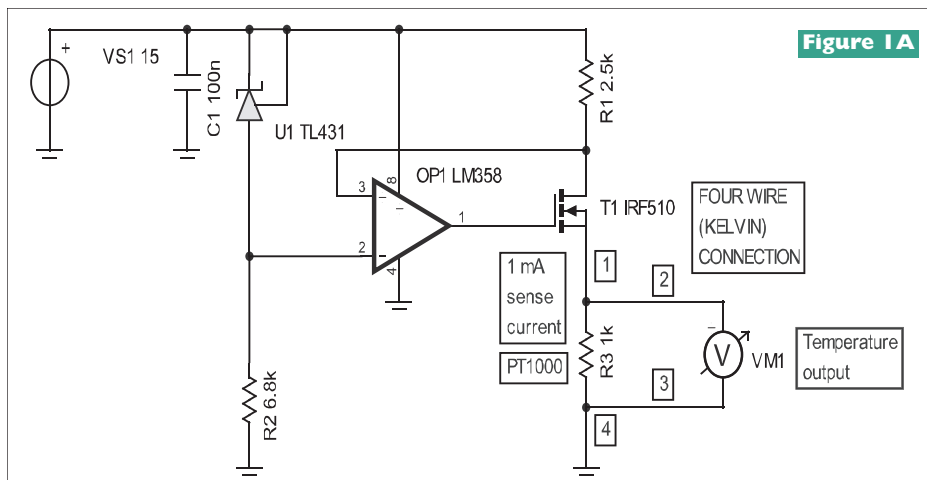 Figure 1A
+
VS1 15
C1 100n
U1 TL431
R1 2.5k
OP1 LM358
3
8
2
4
1
T1 IRF510
FOUR WIRE
(KELVIN)
CONNECTION
1 mA
sense
current
PT1000
1
2
R3 1k
V
VM1
Temperature
output
3
4
R2 6.8k